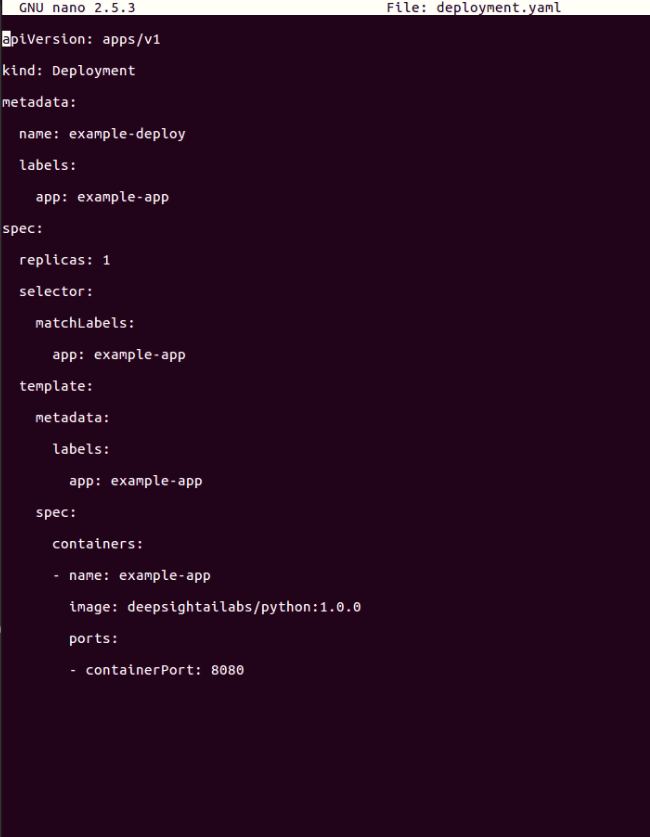 GNU nano 2.5.3 File: deployment.yaml
apiVersion: apps/v1
kind: Deployment
metadata:
  name: example-deploy
  labels:
    app: example-app
spec:
  replicas: 1
  selector:
    matchLabels:
      app: example-app
  template:
    metadata:
      labels:
        app: example-app
    spec:
      containers:
      - name: example-app
        image: deepsightailabs/python:1.0.0
        ports:
        - containerPort: 8080